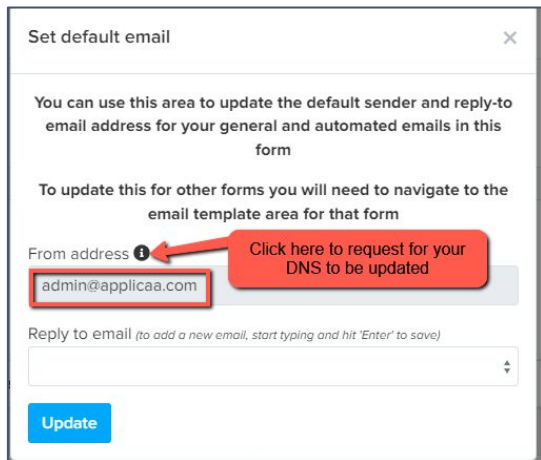 Set default email
×
You can use this area to update the default sender and reply-to
email address for your general and automated emails in this
form
To update this for other forms you will need to navigate to the
email template area for that form
From address
Click here to request for your
DNS to be updated
admin@applicaa.com
Reply to email (to add a new email, start typing and hit 'Enter' to save)
Update